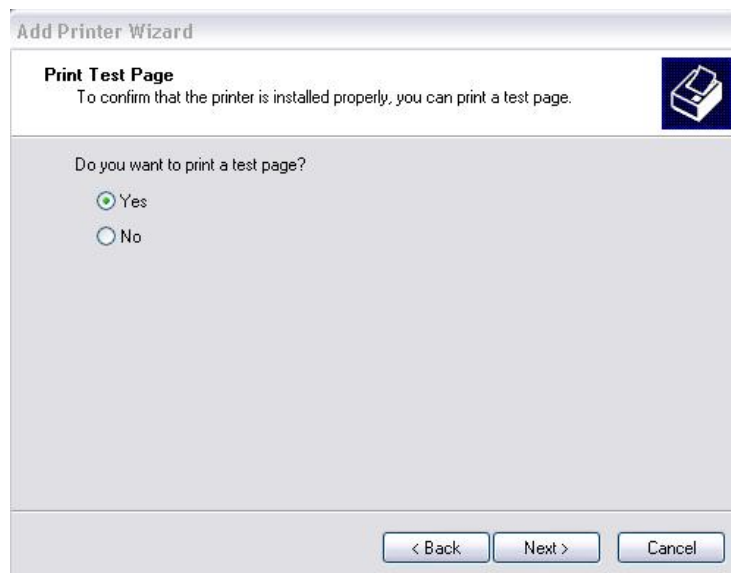 Add Printer Wizard
Print Test Page
To confirm that the printer is installed properly, you can print a test page.
Do you want to print a test page?
Yes
No
< Back Next > Cancel